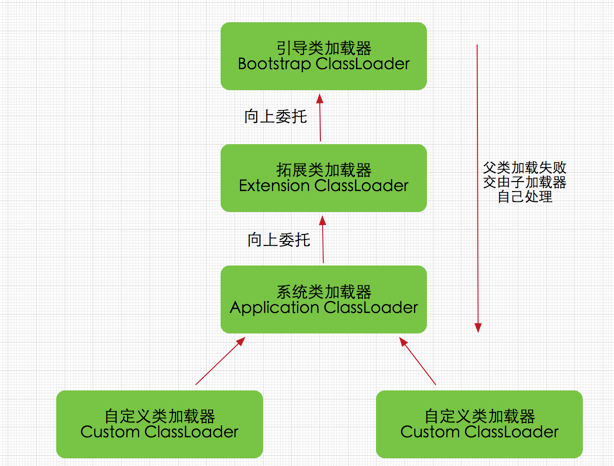 引导类加载器
Bootstrap ClassLoader
向上委托
拓展类加载器
Extension ClassLoader
父类加载失败
交由子加载器
自己处理
向上委托
系统类加载器
Application ClassLoader
自定义类加载器
Custom ClassLoader
自定义类加载器
Custom ClassLoader